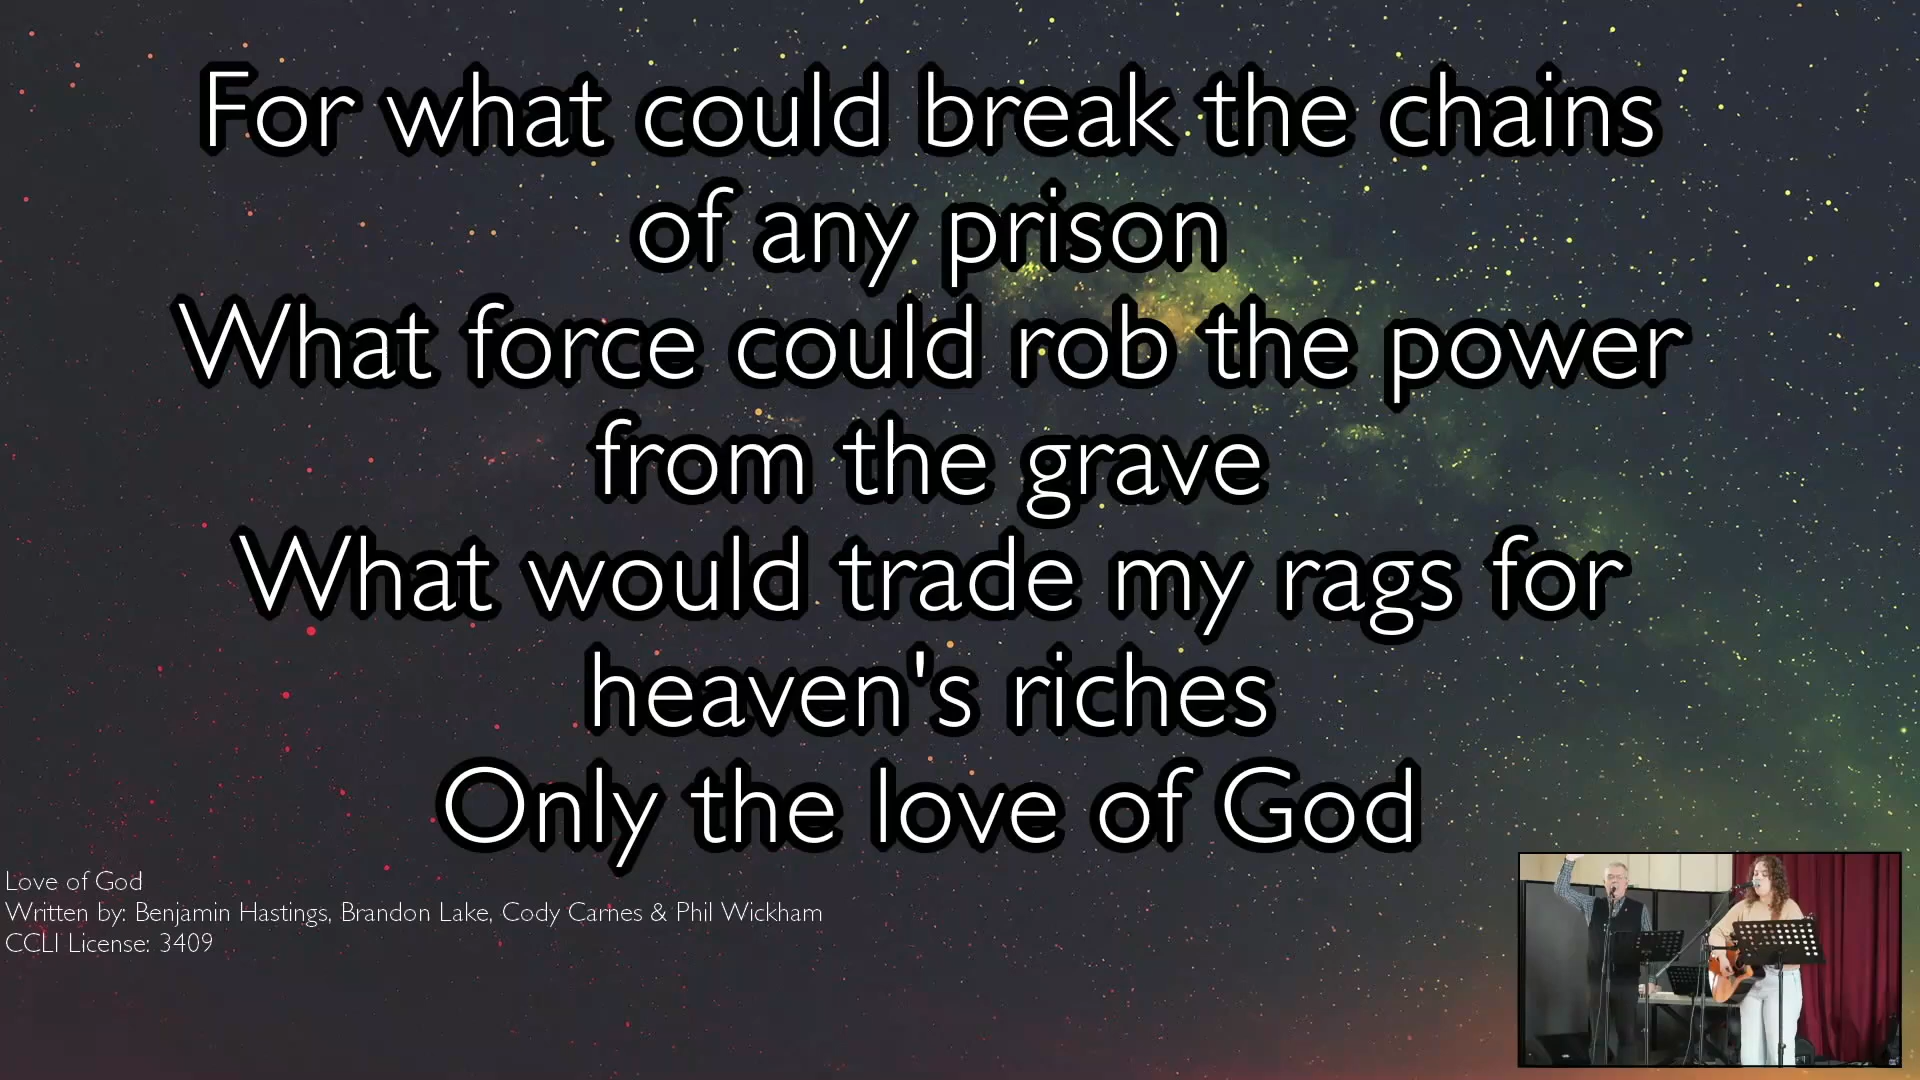 For what could break the chains
of any prison
What force could rob the power
from the grave
What would trade my rags for
heaven's riches
Only the love of God
Love of God
Written by: Benjamin Hastings, Brandon Lake, Cody Carnes & Phil Wickham
CCLI License: 3409